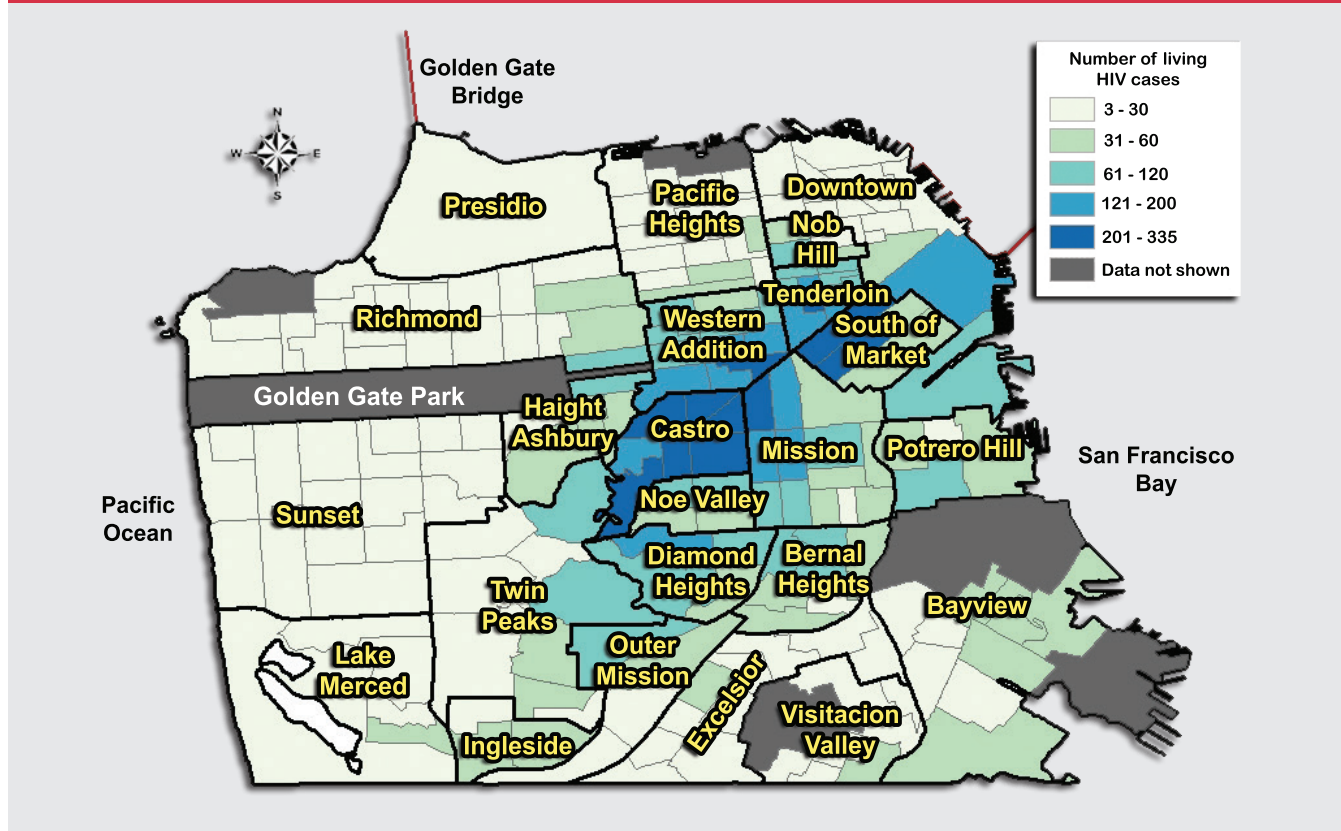 Golden Gate
Bridge
Number of living
HIV cases
3 - 30
31 - 60
61 - 120
121 - 200
201 - 335
Data not shown
N
W
E
S
Presidio
Pacific
Heights
Downtown
Nob
Hill
Tenderloin
Richmond
Western
Addition
South of
Market
Golden Gate Park
Haight
Ashbury
Castro
Mission
Potrero Hill
San Francisco
Bay
Pacific
Ocean
Sunset
Noe Valley
Diamond
Heights
Bernal
Heights
Twin
Peaks
Bayview
Outer
Mission
Lake
Merced
Excelsior
Visitacion
Valley
Ingleside